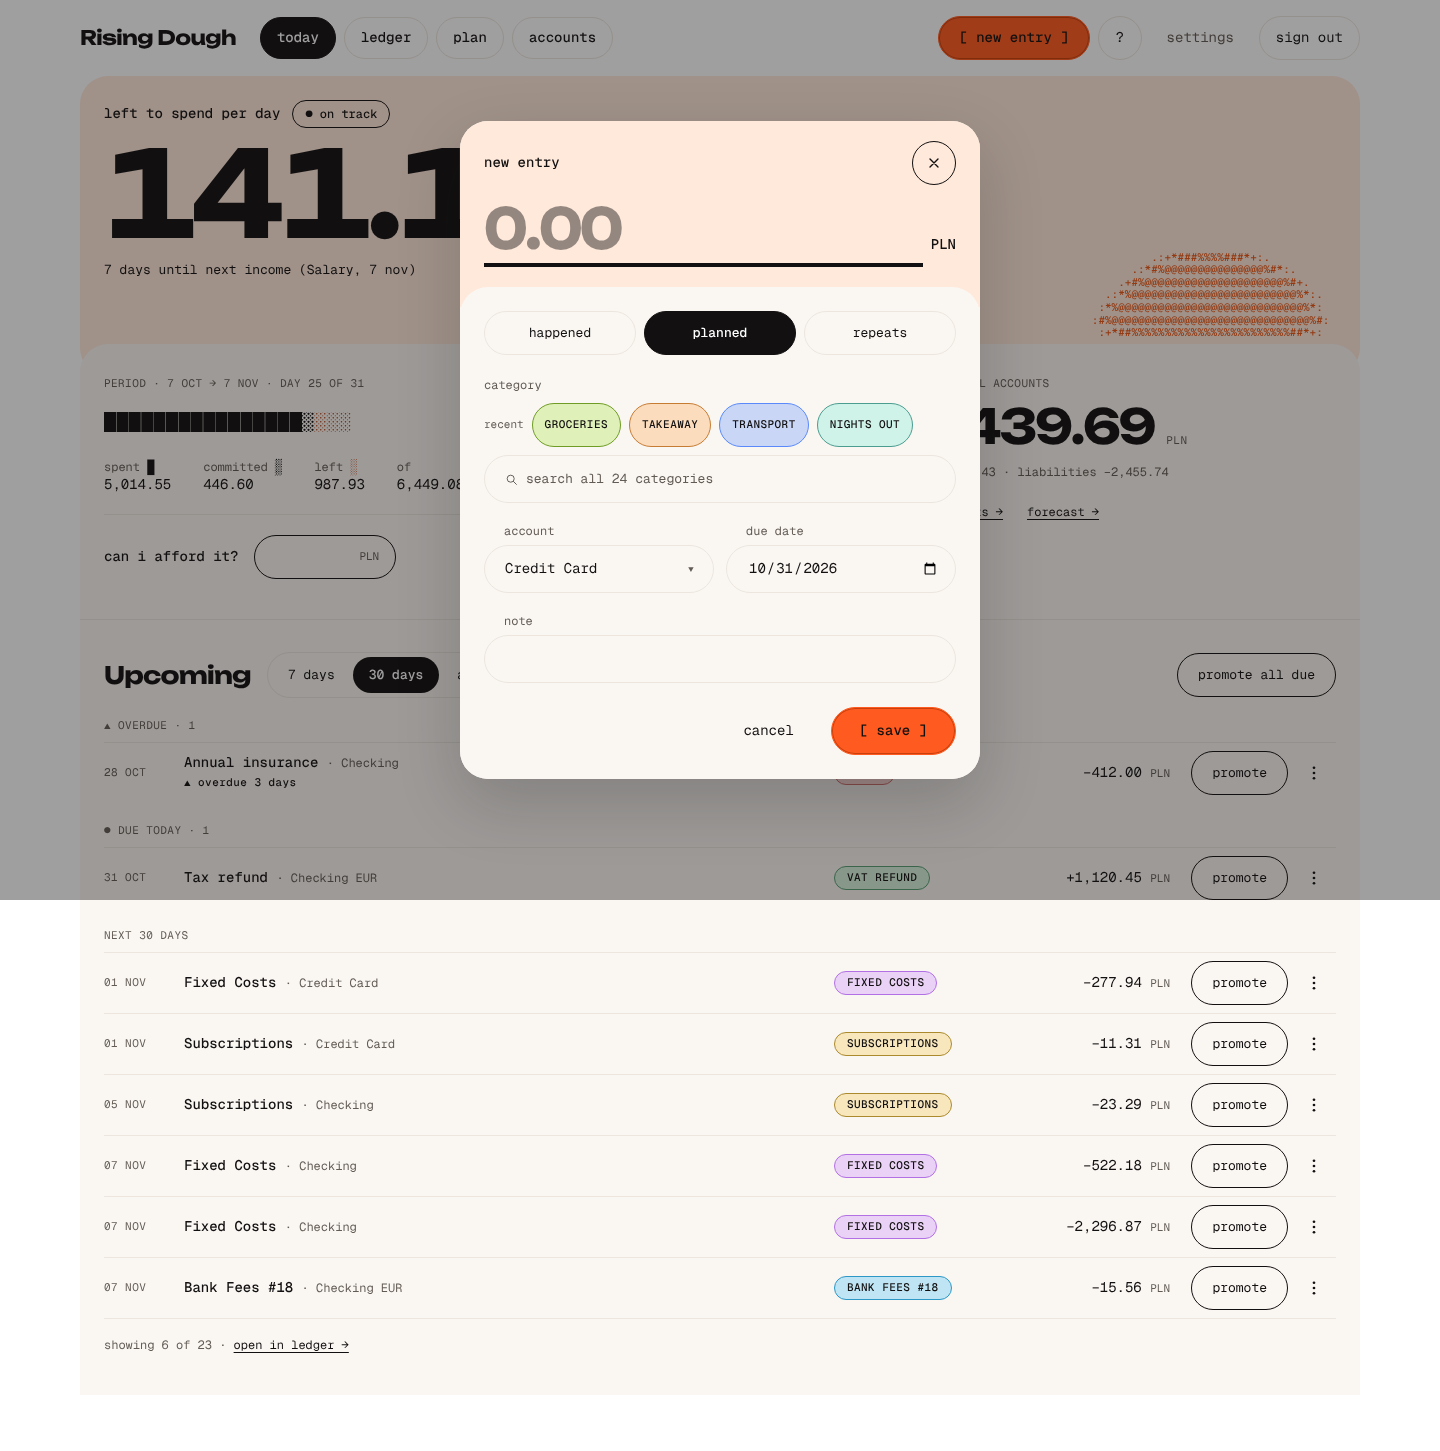 Rising Dough today ledger plan accounts [ new entry ] ? settings sign out
left to spend per day ● on track
141.1
7 days until next income (Salary, 7 nov)
new entry
0.00 PLN
happened planned repeats
category
recent GROCERIES TAKEAWAY TRANSPORT NIGHTS OUT
search all 24 categories
account due date
Credit Card 10/31/2026
note
cancel [ save ]
PERIOD · 7 OCT → 7 NOV · DAY 25 OF 31
spent committed left of
5,014.55 446.60 987.93 6,449.08
can i afford it? PLN
ACCOUNTS
439.69 PLN
43 · liabilities −2,455.74
forecast →
Upcoming 7 days 30 days promote all due
▲ OVERDUE · 1
28 OCT Annual insurance · Checking −412.00 PLN promote
▲ overdue 3 days
● DUE TODAY · 1
31 OCT Tax refund · Checking EUR VAT REFUND +1,120.45 PLN promote
NEXT 30 DAYS
01 NOV Fixed Costs · Credit Card FIXED COSTS −277.94 PLN promote
01 NOV Subscriptions · Credit Card SUBSCRIPTIONS −11.31 PLN promote
05 NOV Subscriptions · Checking SUBSCRIPTIONS −23.29 PLN promote
07 NOV Fixed Costs · Checking FIXED COSTS −522.18 PLN promote
07 NOV Fixed Costs · Checking FIXED COSTS −2,296.87 PLN promote
07 NOV Bank Fees #18 · Checking EUR BANK FEES #18 −15.56 PLN promote
showing 6 of 23 · open in ledger →